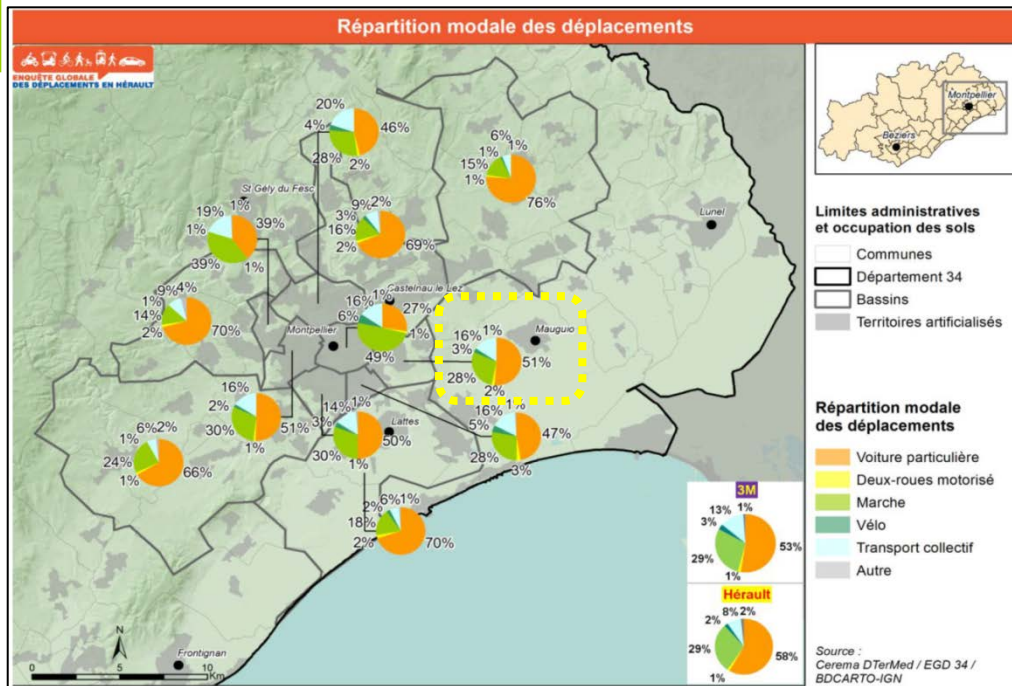 Répartition modale des déplacements
ENQUÊTE GLOBALE
DES DÉPLACEMENTS EN HÉRAULT
20%
4%
46%
28%
2%
6%
1%
1%
15%
1%
76%
St Gély du Fesc
1%
19%
1%
39%
39%
1%
9%
2%
3%
16%
2%
69%
Lunel
9%
4%
1%
14%
2%
70%
Castelnau le Lez
16%
1%
27%
6%
1%
49%
Montpellier
Mauguio
16%
1%
3%
51%
28%
2%
16%
2%
30%
51%
1%
14%
1%
3%
50%
30%
1%
Lattes
16%
1%
5%
47%
28%
3%
6%
2%
1%
24%
1%
66%
6%
1%
2%
18%
2%
70%
3M
13%
1%
3%
53%
29%
1%
Hérault
8%
2%
2%
29%
58%
1%
N
0
5
10
Km
Frontignan
Montpellier
Beziers
Limites administratives
et occupation des sols
Communes
Département 34
Bassins
Territoires artificialisés
Répartition modale
des déplacements
Voiture particulière
Deux-roues motorisé
Marche
Vélo
Transport collectif
Autre
Source :
Cerema DTerMed / EGD 34 /
BDCARTO-IGN